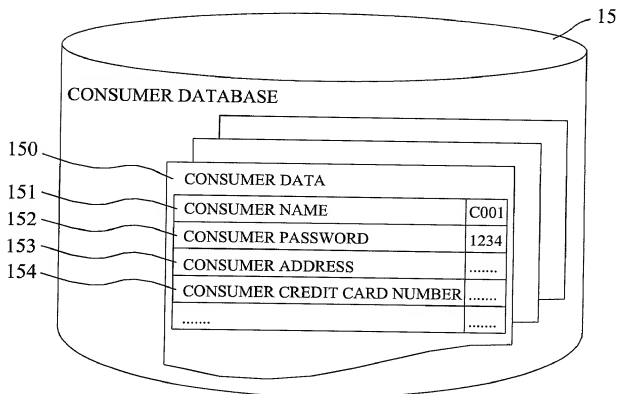 15
CONSUMER DATABASE
150
CONSUMER DATA
151
CONSUMER NAME C001
152
CONSUMER PASSWORD 1234
153
CONSUMER ADDRESS .......
154
CONSUMER CREDIT CARD NUMBER .......
....... .......